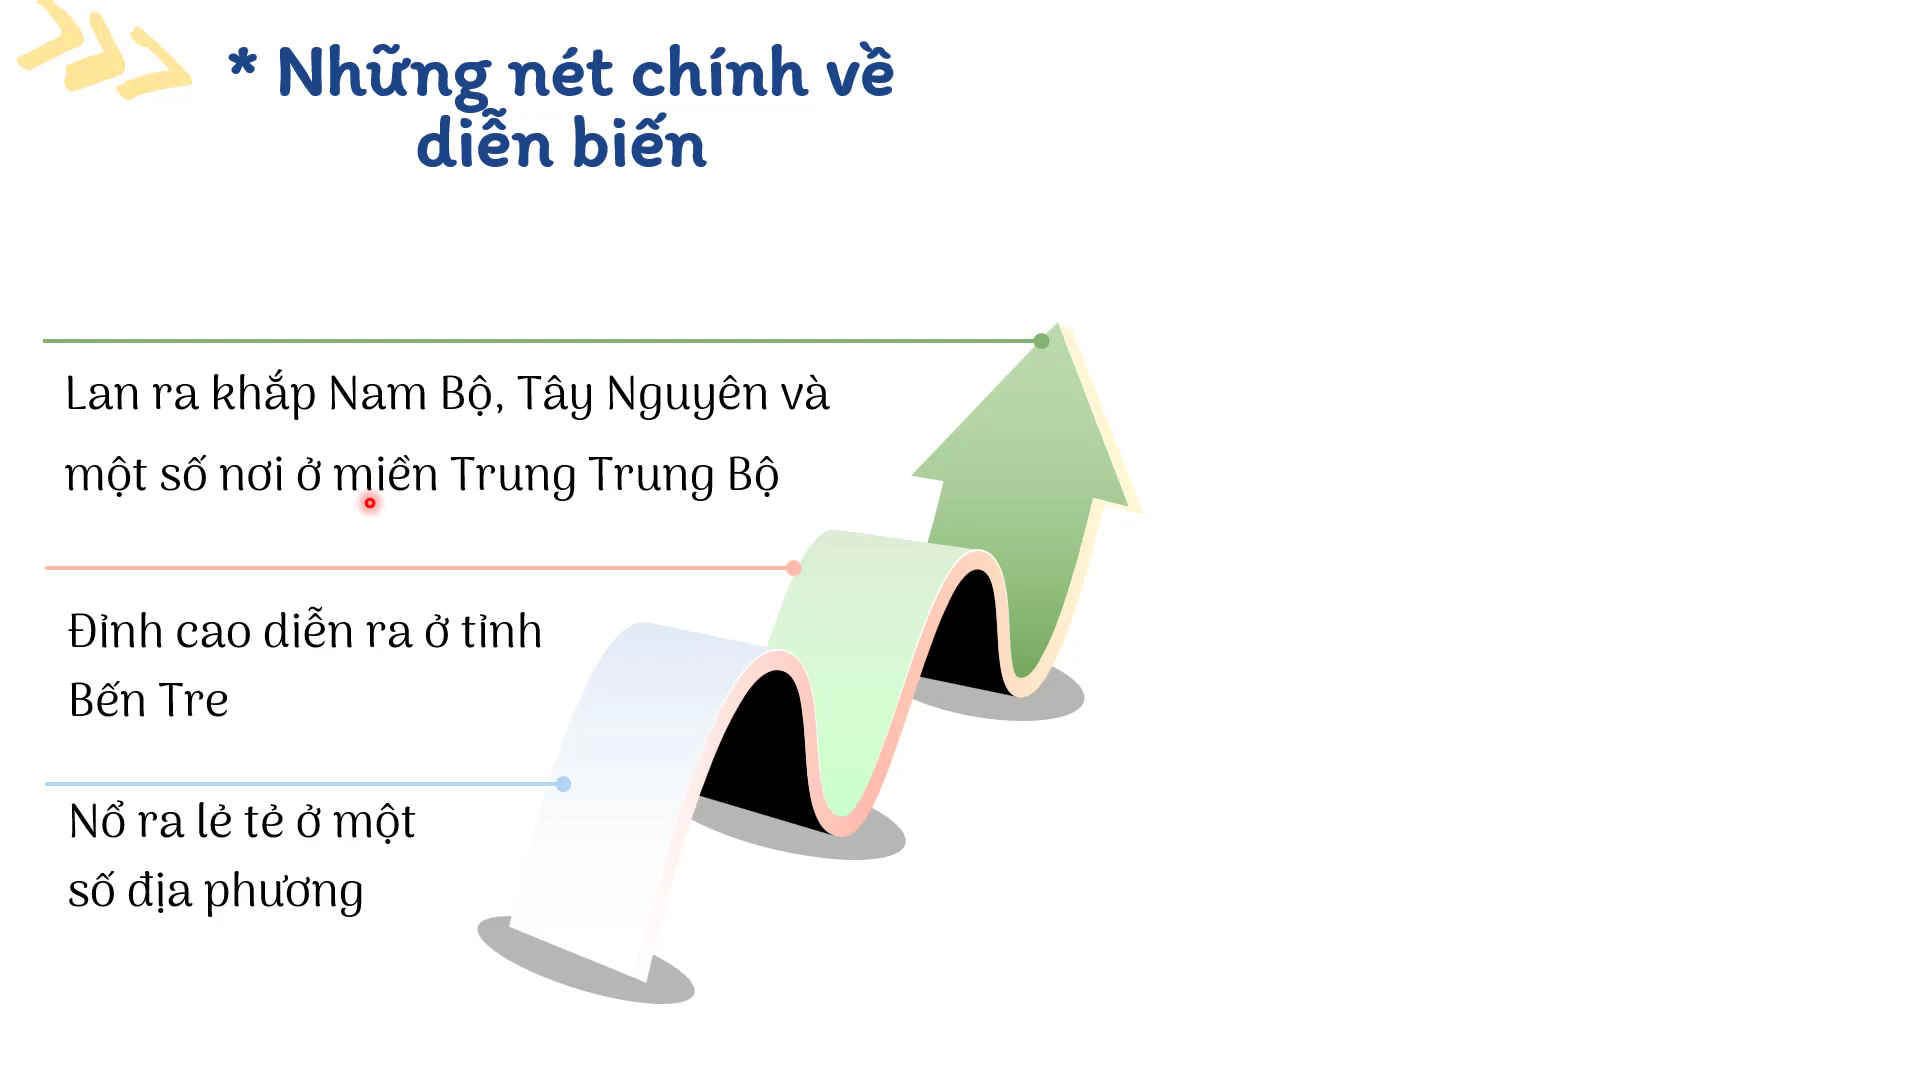 * Những nét chính về
diễn biến
Lan ra khắp Nam Bộ, Tây Nguyên và
một số nơi ở miền Trung Trung Bộ
Đỉnh cao diễn ra ở tỉnh
Bến Tre
Nổ ra lẻ tẻ ở một
số địa phương